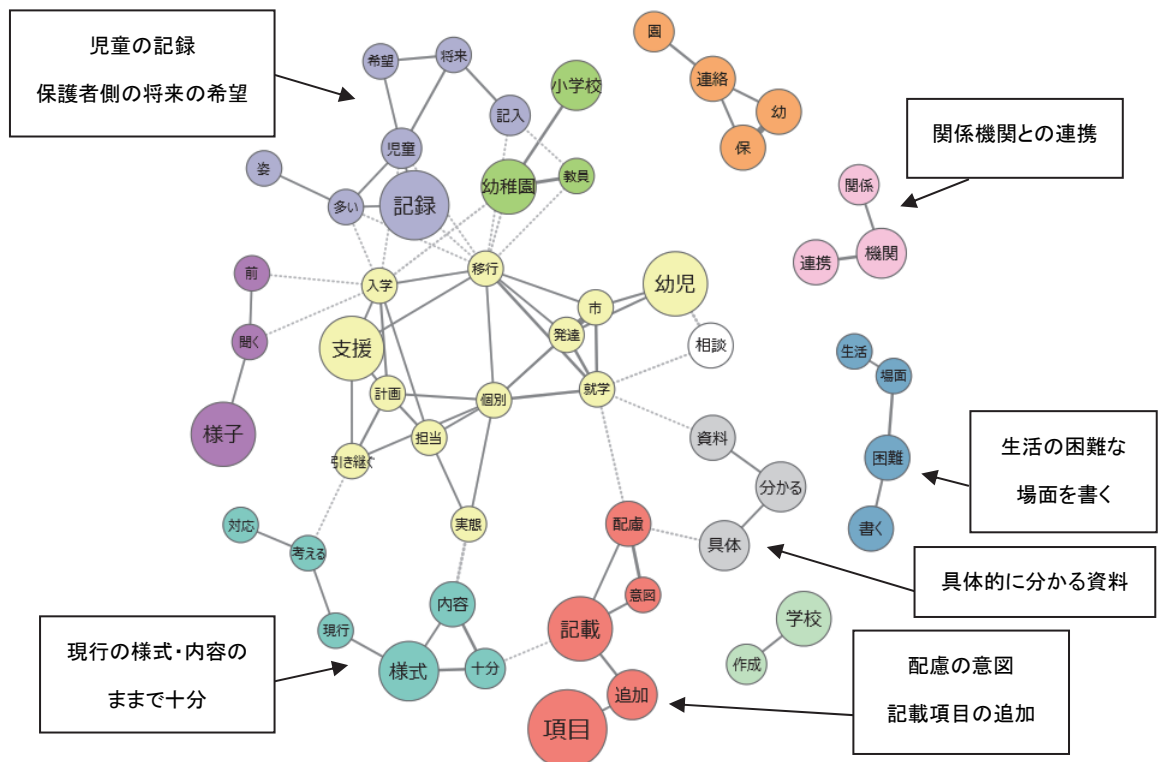 児童の記録
保護者側の将来の希望
希望
将来
記入
児童
姿
多い
記録
小学校
幼稚園
教員
園
連絡
幼
保
関係機関との連携
関係
機関
連携
前
聞く
様子
入学
移行
支援
計画
引き継ぐ
担当
個別
実態
市
発達
就学
幼児
相談
資料
分かる
具体
生活
場面
困難
書く
生活の困難な
場面を書く
具体的に分かる資料
対応
考える
現行
様式
内容
十分
現行の様式・内容の
ままで十分
配慮
意図
記載
追加
項目
学校
作成
配慮の意図
記載項目の追加